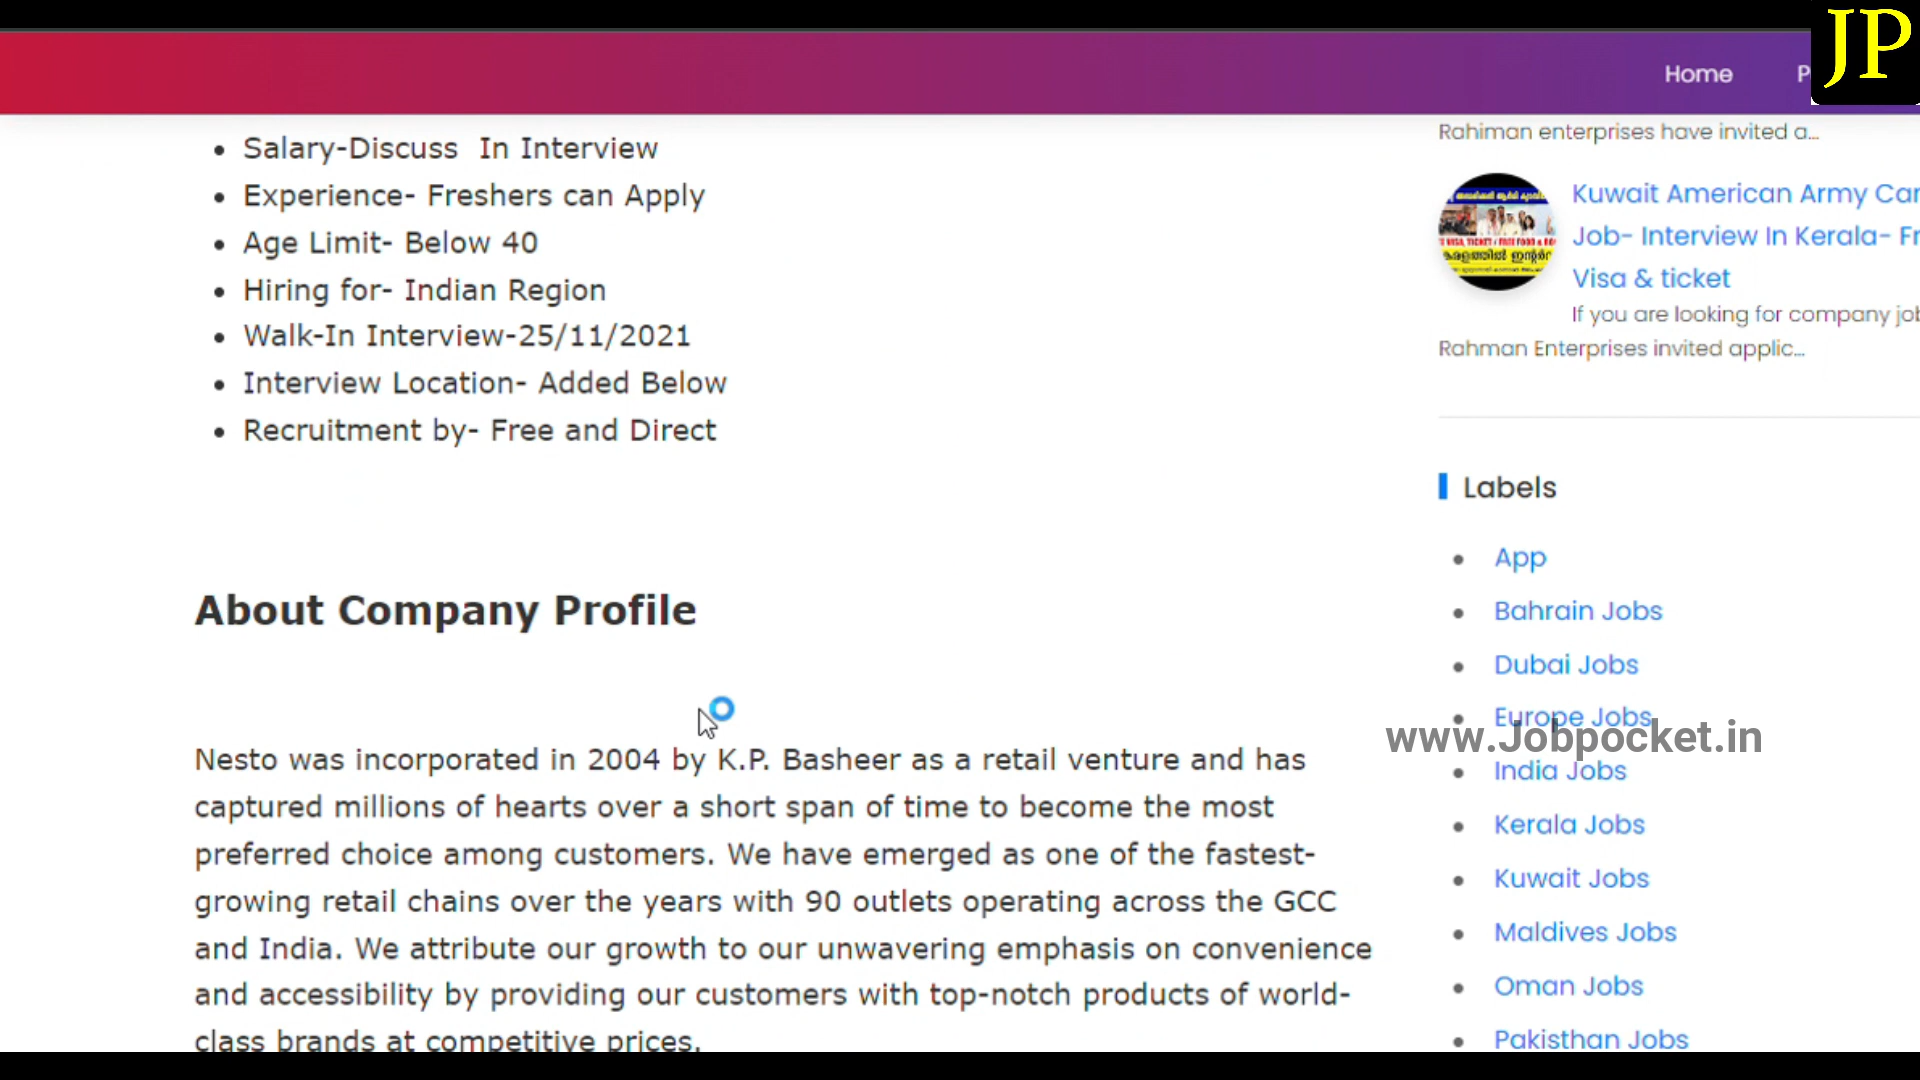 JP
Home
Salary-Discuss In Interview
Experience- Freshers can Apply
Age Limit- Below 40
Hiring for- Indian Region
Walk-In Interview-25/11/2021
Interview Location- Added Below
Recruitment by- Free and Direct
About Company Profile
Nesto was incorporated in 2004 by K.P. Basheer as a retail venture and has
captured millions of hearts over a short span of time to become the most
preferred choice among customers. We have emerged as one of the fastest-
growing retail chains over the years with 90 outlets operating across the GCC
and India. We attribute our growth to our unwavering emphasis on convenience
and accessibility by providing our customers with top-notch products of world-
class brands at competitive prices.
Rahiman enterprises have invited a...
Kuwait American Army
Job- Interview In Kerala-
Visa & ticket
If you are looking for company
Rahman Enterprises invited applic...
Labels
App
Bahrain Jobs
Dubai Jobs
Europe Jobs
www.Jobpocket.in
India Jobs
Kerala Jobs
Kuwait Jobs
Maldives Jobs
Oman Jobs
Pakisthan Jobs